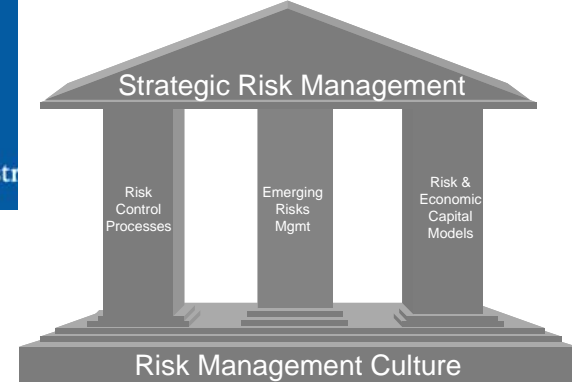 Strategic Risk Management
Risk
Control
Processes
Emerging
Risks
Mgmt
Risk &
Economic
Capital
Models
Risk Management Culture